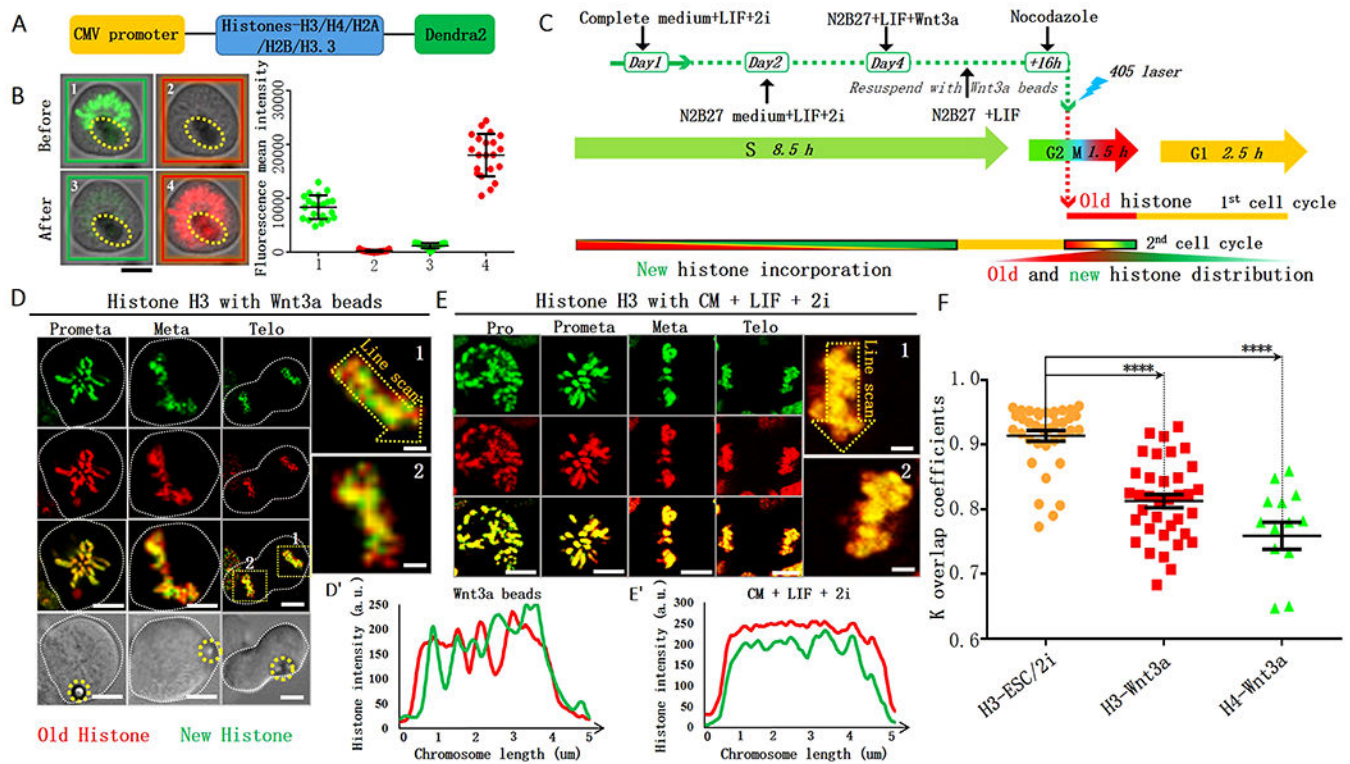 A
CMV promoter
Histones-H3/H4/H2A
/H2B/H3.3
Dendra2
B
Before
After
1
2
3
4
Fluorescence mean intensity
30000
20000
10000
0
1
2
3
4
C
Complete medium+LIF+2i
N2B27+LIF+Wnt3a
Nocodazole
Day1
Day2
Day4
+16h
405 laser
Resuspend with Wnt3a beads
N2B27 medium+LIF+2i
N2B27 +LIF
S 8.5 h
G2 M 1.5 h
G1 2.5 h
Old histone
1st cell cycle
2nd cell cycle
New histone incorporation
Old and new histone distribution
D
Histone H3 with Wnt3a beads
Prometa
Meta
Telo
1
Line scan
2
1
2
Old Histone
New Histone
D'
Wnt3a beads
Histone intensity (a.u.)
250
200
150
100
50
0
0 1 2 3 4 5
Chromosome length (um)
E
Histone H3 with CM + LIF + 2i
Pro
Prometa
Meta
Telo
1
Line scan
2
E'
CM + LIF + 2i
Histone intensity (a.u.)
300
250
200
150
100
50
0
0 1 2 3 4 5
Chromosome length (um)
F
****
****
K overlap coefficients
1.0
0.9
0.8
0.7
0.6
H3-ESC/2i
H3-Wnt3a
H4-Wnt3a